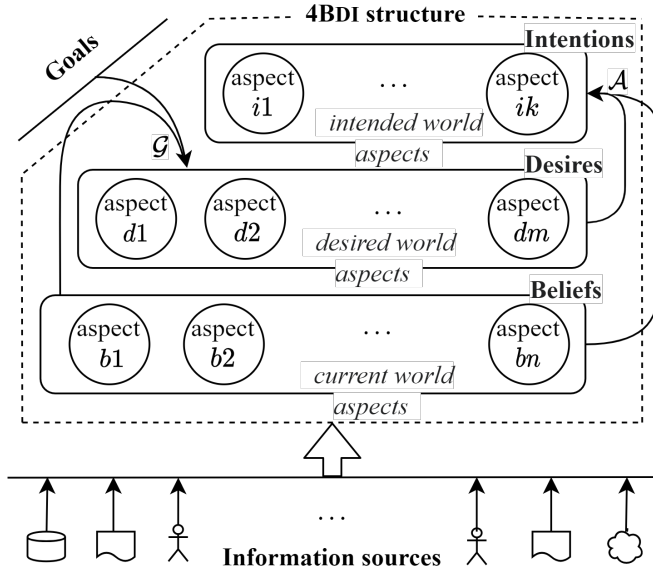 4BDI structure
Goals
Intentions
aspect
i1
...
aspect
ik
intended world
aspects
𝒜
𝒢
Desires
aspect
d1
aspect
d2
...
aspect
dm
desired world
aspects
Beliefs
aspect
b1
aspect
b2
...
aspect
bn
current world
aspects
...
Information sources